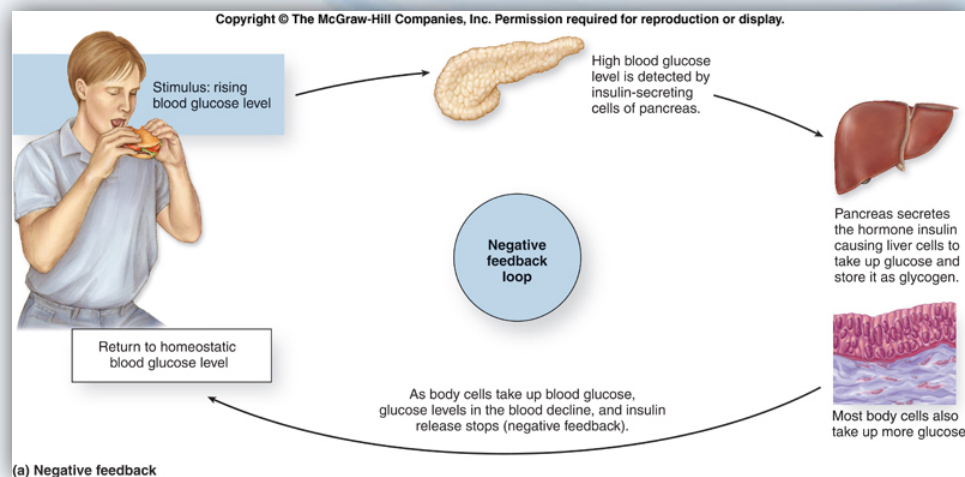 Copyright © The McGraw-Hill Companies, Inc. Permission required for reproduction or display.
Stimulus: rising
blood glucose level
High blood glucose
level is detected by
insulin-secreting
cells of pancreas.
Pancreas secretes
the hormone insulin
causing liver cells to
take up glucose and
store it as glycogen.
Most body cells also
take up more glucose
Negative
feedback
loop
As body cells take up blood glucose,
glucose levels in the blood decline, and insulin
release stops (negative feedback).
Return to homeostatic
blood glucose level
(a) Negative feedback